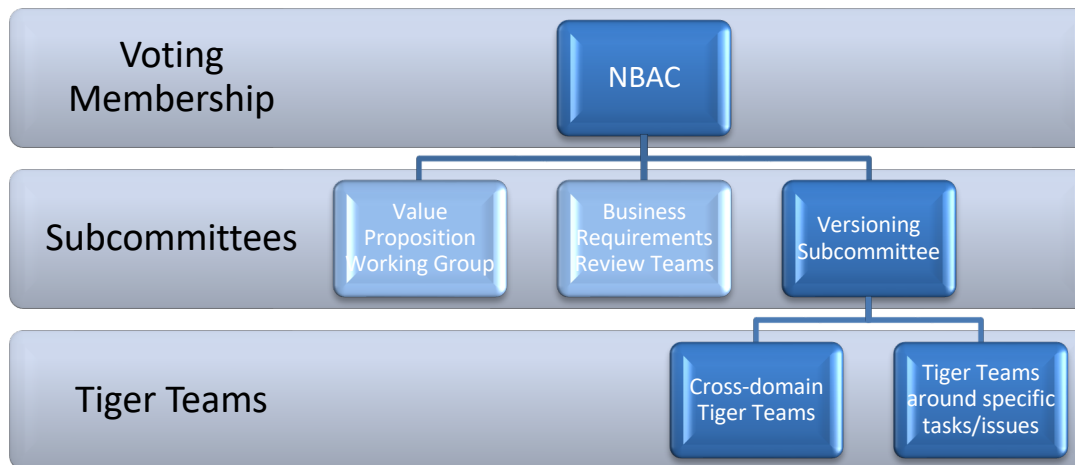 Voting
Membership
NBAC
Subcommittees
Value
Proposition
Working Group
Business
Requirements
Review Teams
Versioning
Subcommittee
Tiger Teams
Cross-domain
Tiger Teams
Tiger Teams
around specific
tasks/issues